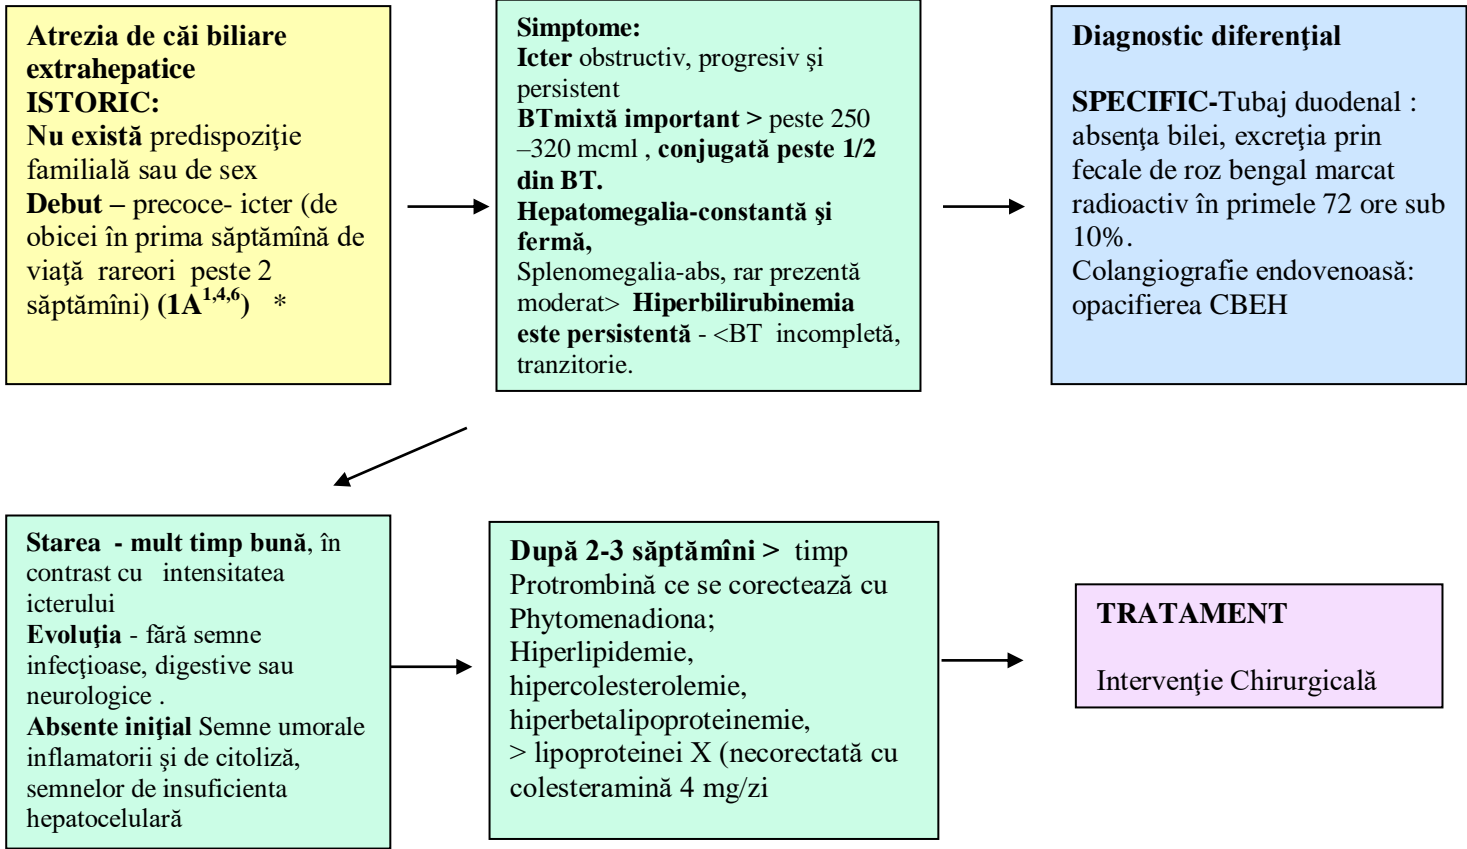 Atrezia de căi biliare
extrahepatice
ISTORIC:
Nu există predispoziţie
familială sau de sex
Debut – precoce- icter (de
obicei în prima săptămînă de
viaţă rareori peste 2
săptămîni) (1A1,4,6) *
Simptome:
Icter obstructiv, progresiv şi
persistent
BTmixtă important > peste 250
–320 mcml , conjugată peste 1/2
din BT.
Hepatomegalia-constantă şi
fermă,
Splenomegalia-abs, rar prezentă
moderat> Hiperbilirubinemia
este persistentă - <BT incompletă,
tranzitorie.
Diagnostic diferenţial
SPECIFIC-Tubaj duodenal :
absenţa bilei, excreţia prin
fecale de roz bengal marcat
radioactiv în primele 72 ore sub
10%.
Colangiografie endovenoasă:
opacifierea CBEH
Starea - mult timp bună, în
contrast cu intensitatea
icterului
Evoluţia - fără semne
infecţioase, digestive sau
neurologice .
Absente iniţial Semne umorale
inflamatorii şi de citoliză,
semnelor de insuficienta
hepatocelulară
După 2-3 săptămîni > timp
Protrombină ce se corectează cu
Phytomenadiona;
Hiperlipidemie,
hipercolesterolemie,
hiperbetalipoproteinemie,
> lipoproteinei X (necorectată cu
colesteramină 4 mg/zi
TRATAMENT
Intervenţie Chirurgicală